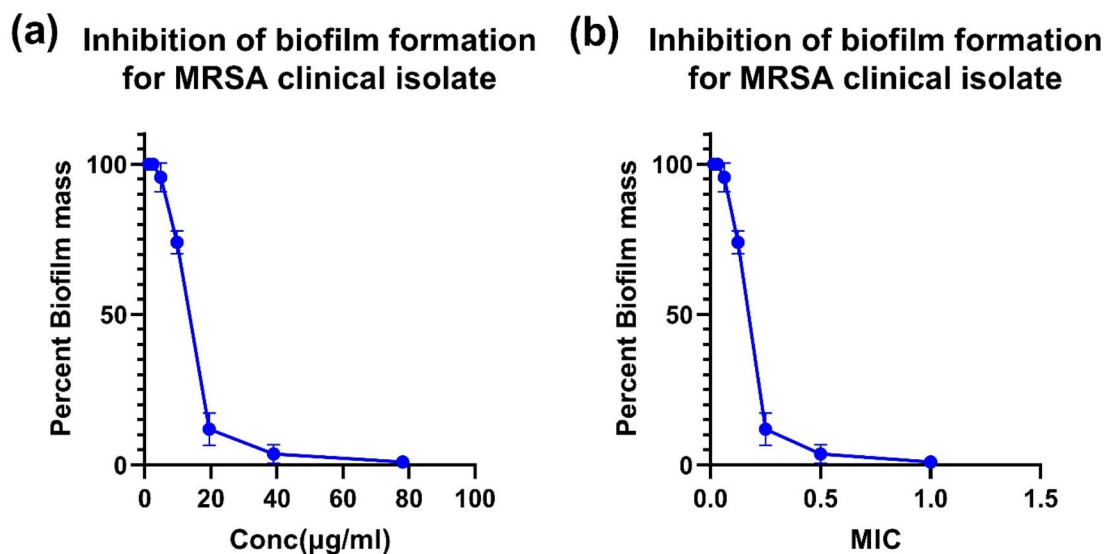 (a) Inhibition of biofilm formation
for MRSA clinical isolate
Percent Biofilm mass
100
50
0
0 20 40 60 80 100
Conc(µg/ml)
(b) Inhibition of biofilm formation
for MRSA clinical isolate
Percent Biofilm mass
100
50
0
0.0 0.5 1.0 1.5
MIC